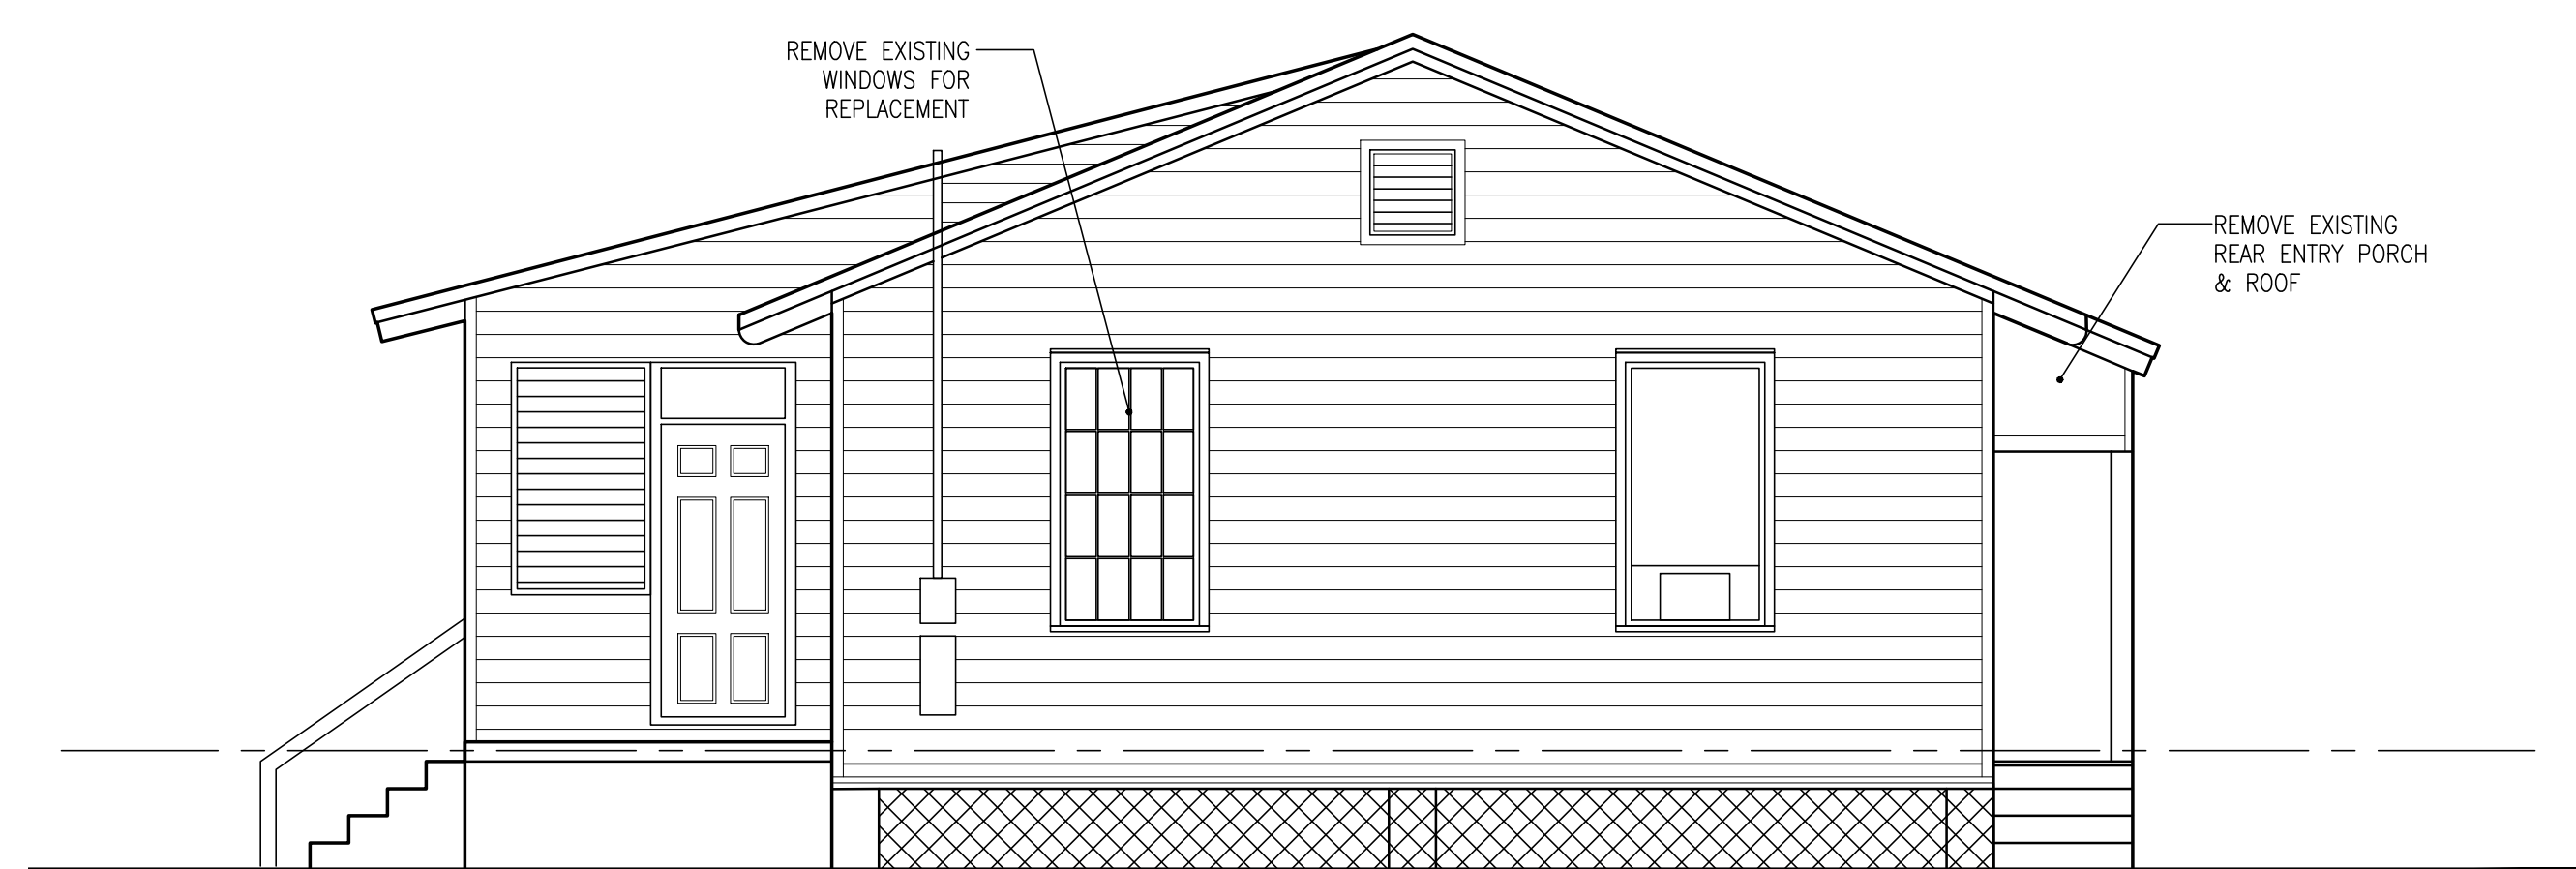 REMOVE EXISTING
WINDOWS FOR
REPLACEMENT
REMOVE EXISTING
REAR ENTRY PORCH
& ROOF